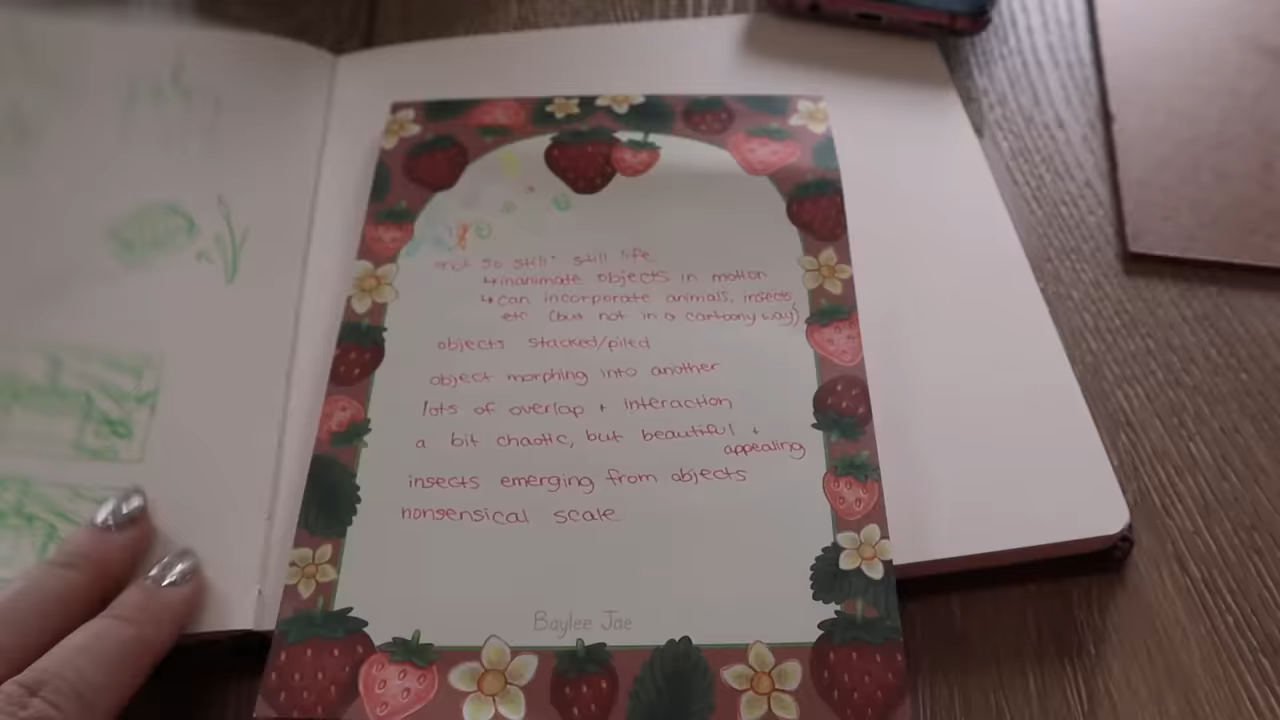 "not so still" still life
↳ inanimate objects in motion
↳ can incorporate animals, insects,
etc (but not in a cartoony way)
objects stacked/piled
object morphing into another
lots of overlap + interaction
a bit chaotic, but beautiful +
appealing
insects emerging from objects
nonsensical scale
Baylee Jae